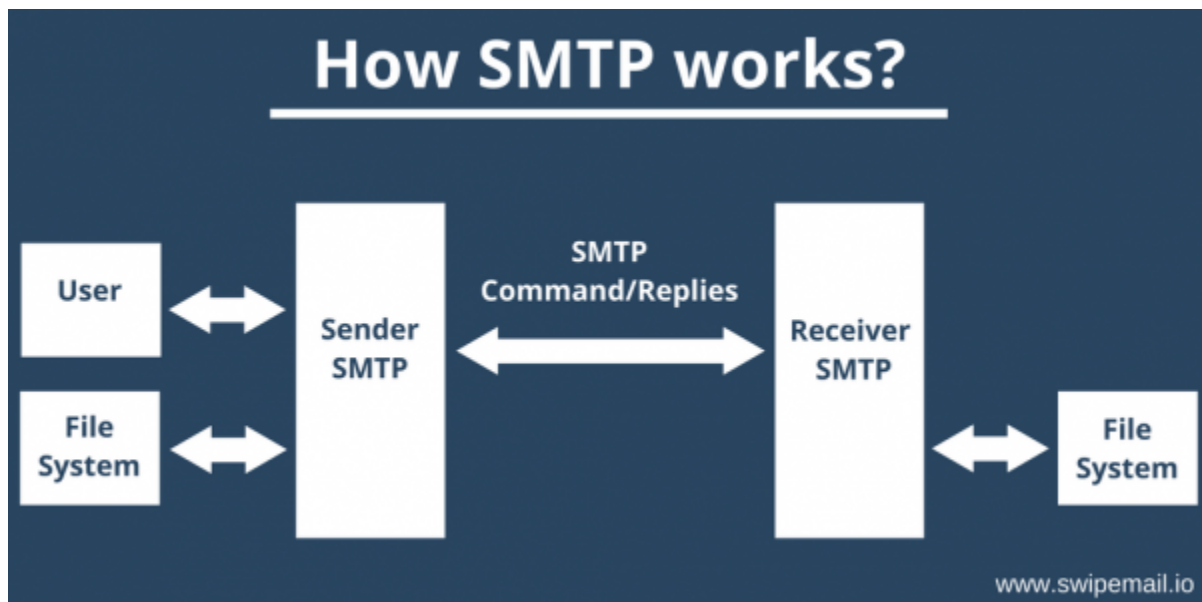 How SMTP works?
User
File
System
Sender
SMTP
SMTP
Command/Replies
Receiver
SMTP
File
System
www.swipemail.io